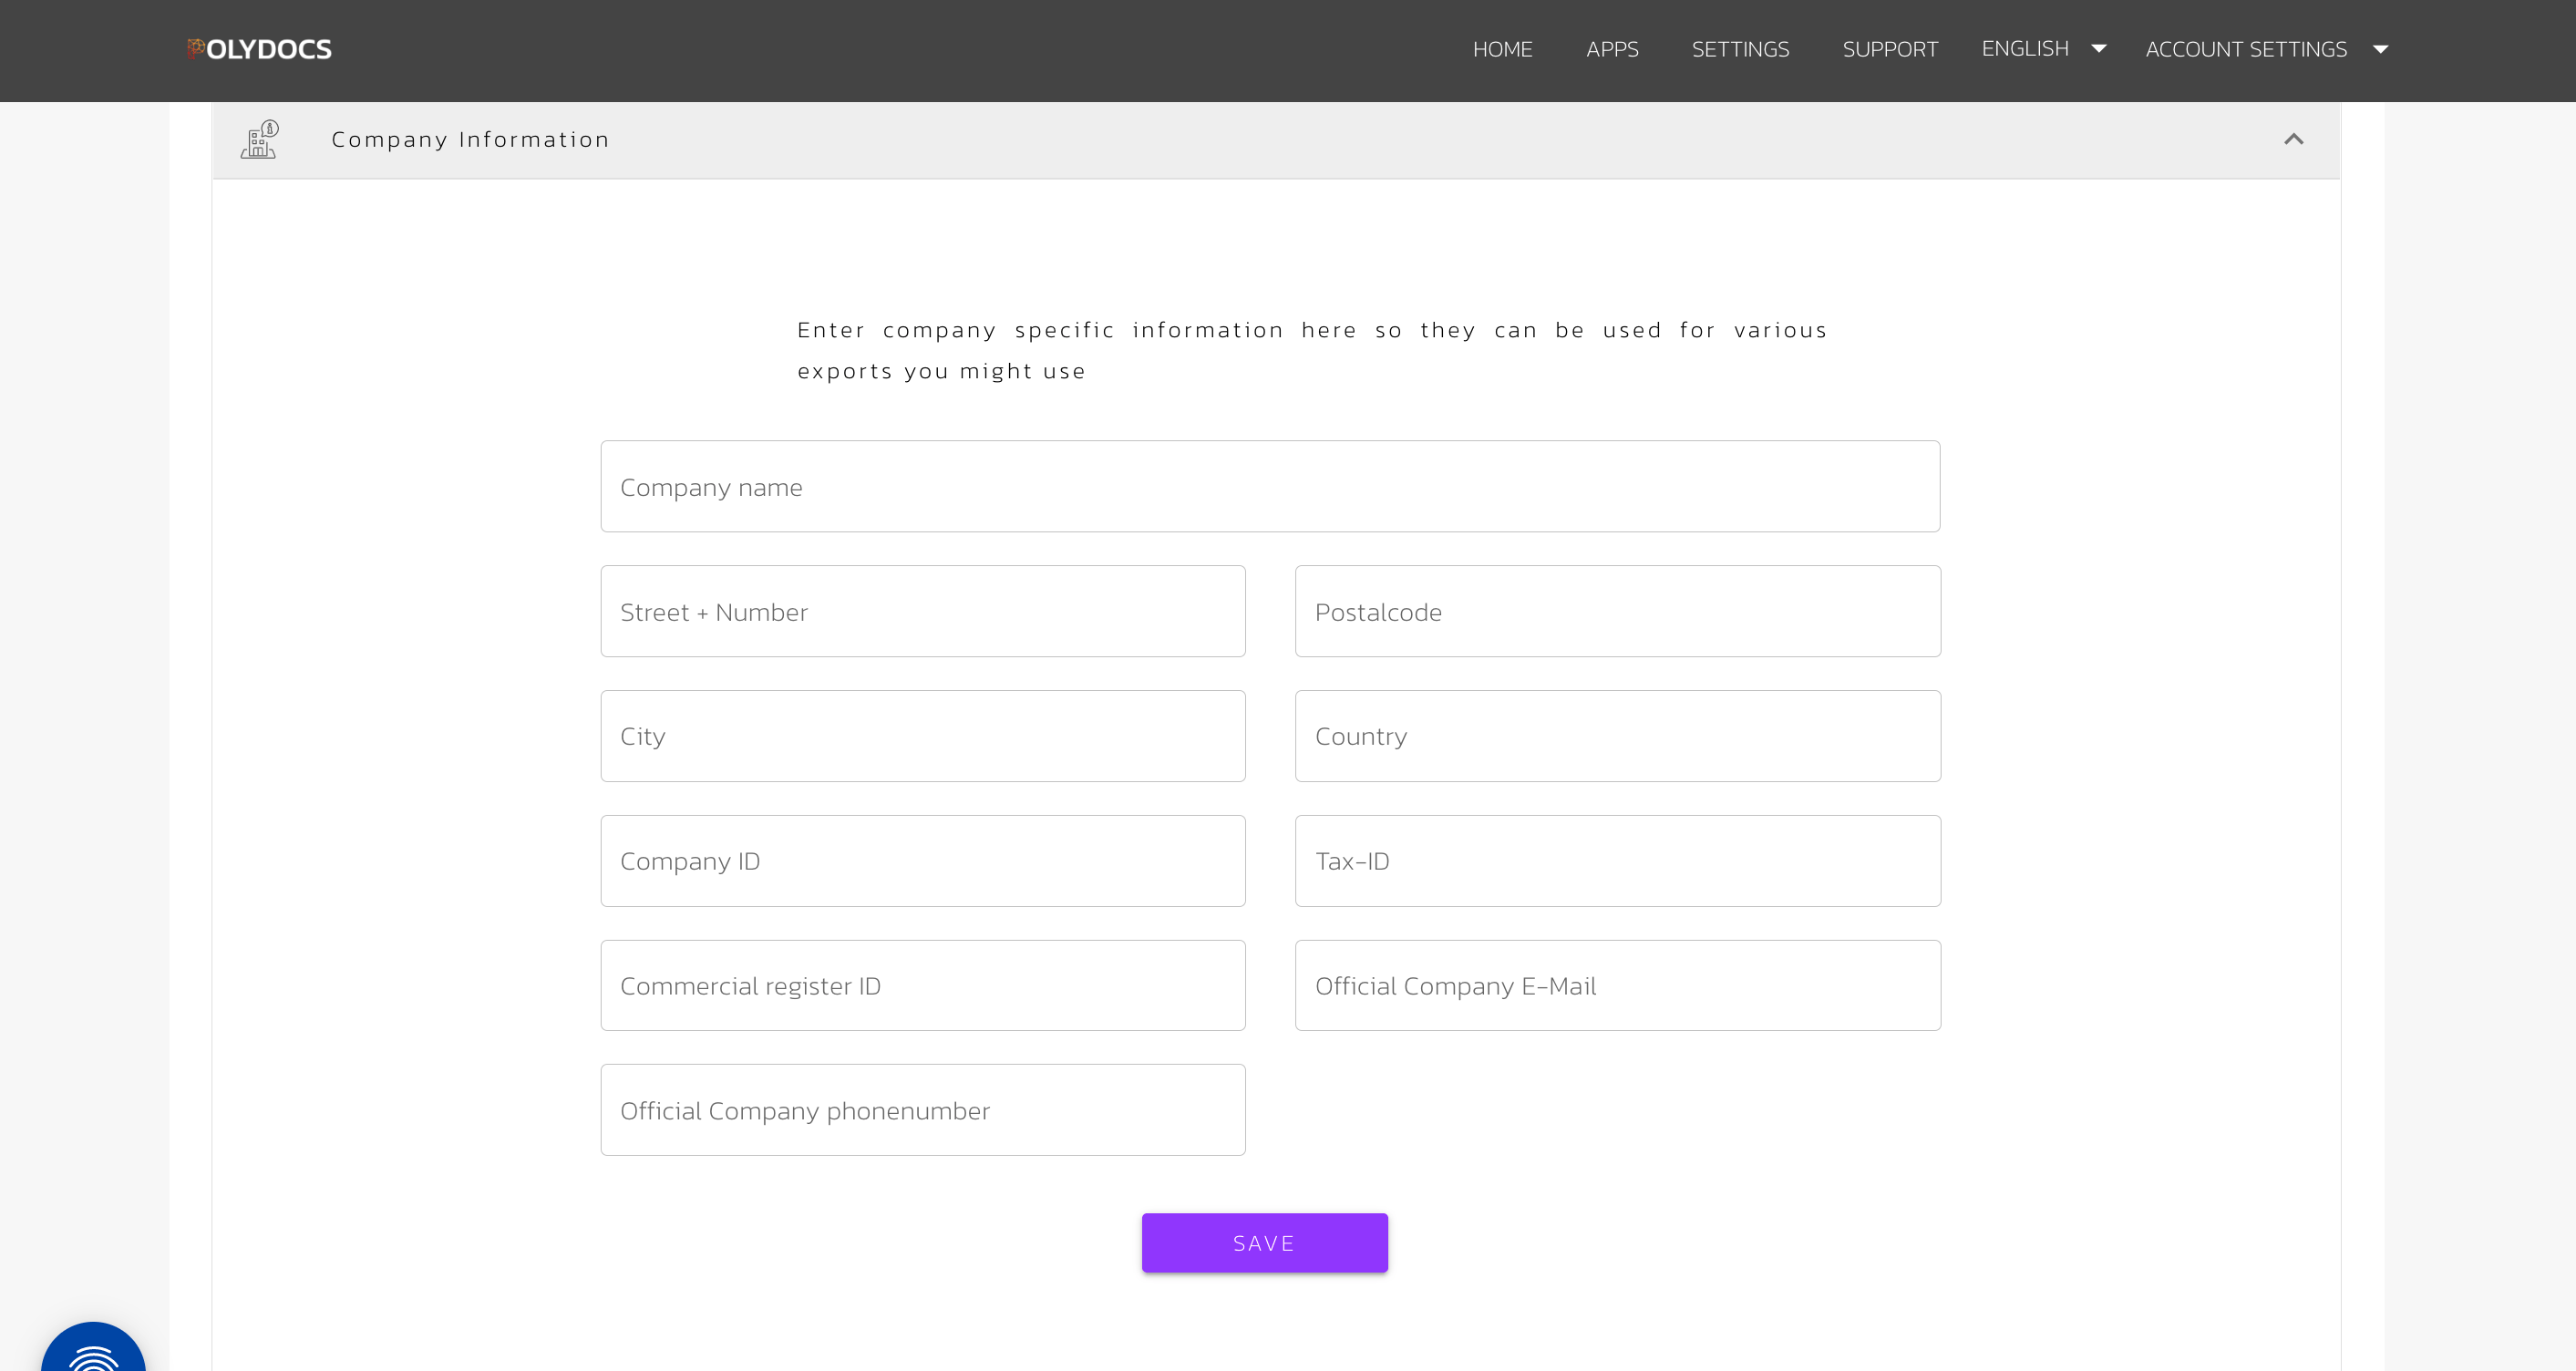 POLYDOCS HOME APPS SETTINGS SUPPORT ENGLISH ACCOUNT SETTINGS
Company Information
Enter company specific information here so they can be used for various
exports you might use
Company name
Street + Number Postalcode
City Country
Company ID Tax-ID
Commercial register ID Official Company E-Mail
Official Company phonenumber
SAVE